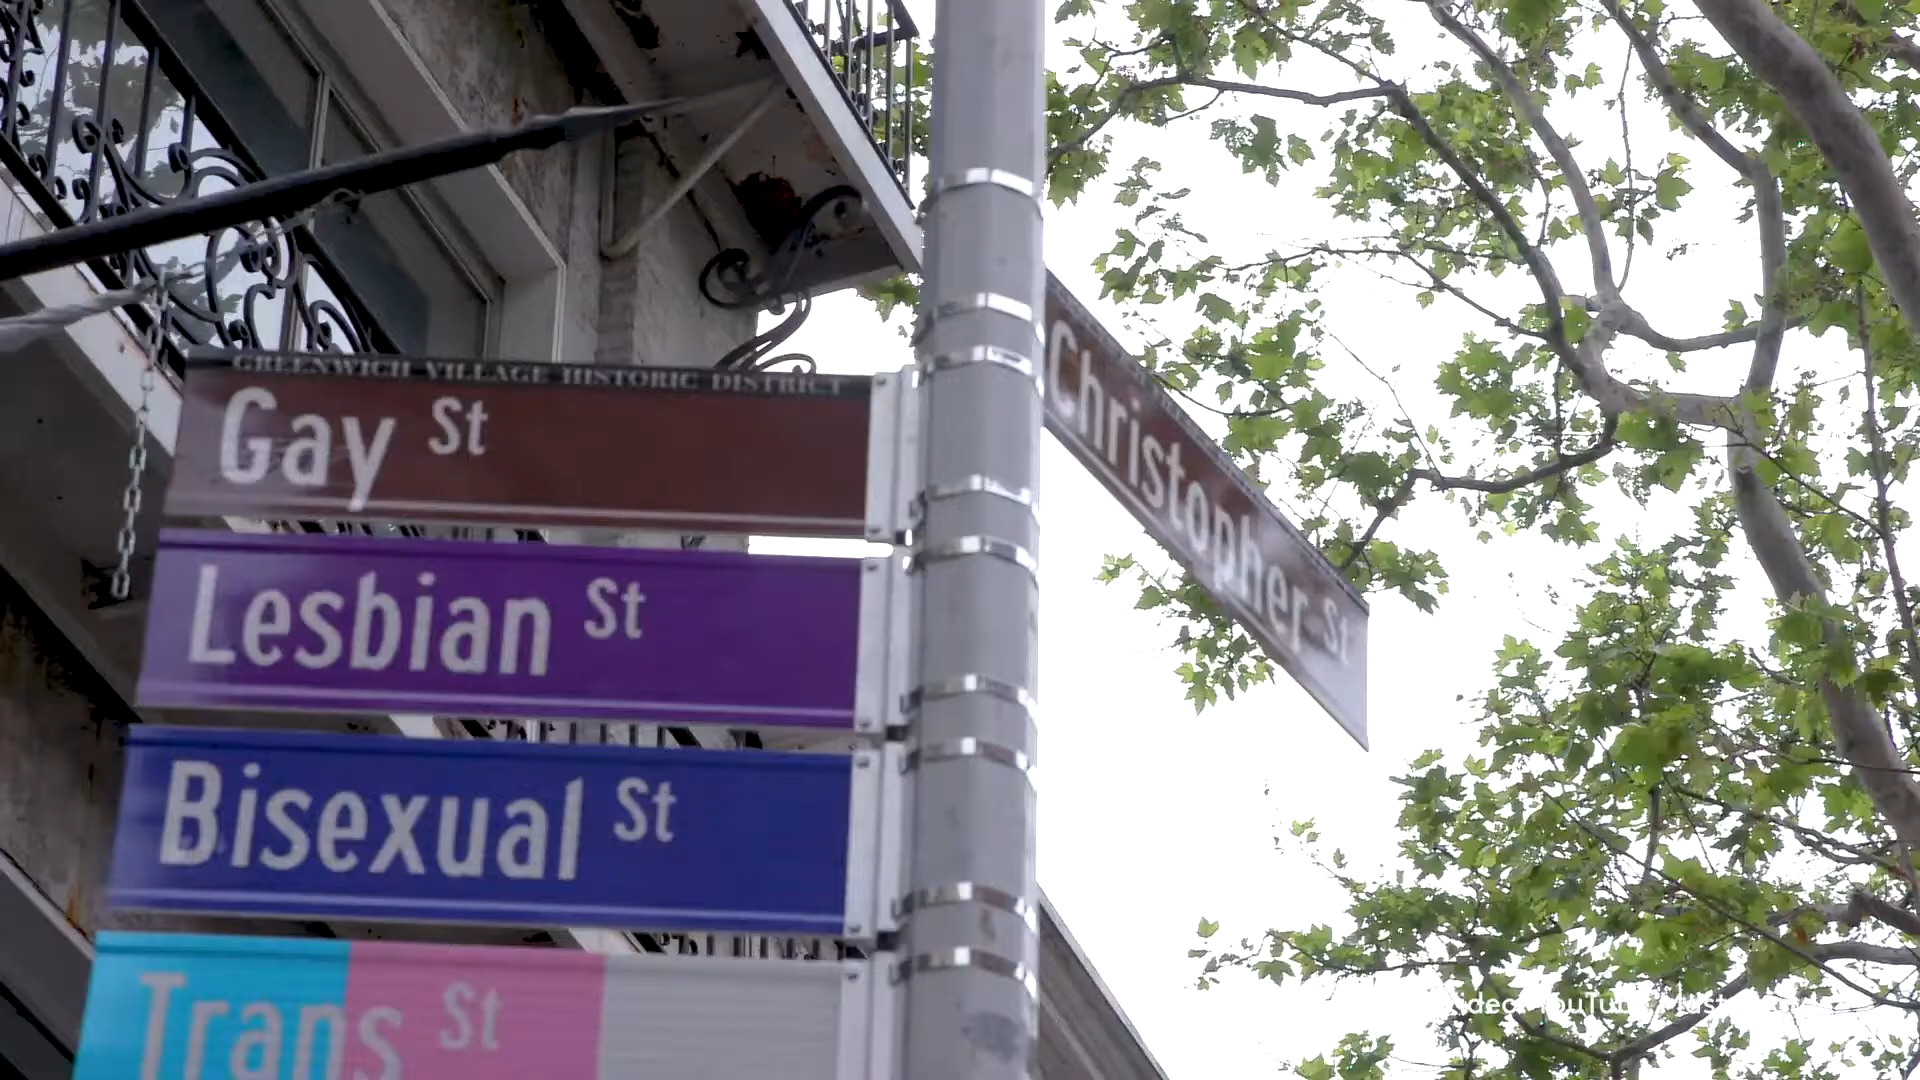 GREENWICH VILLAGE HISTORIC DISTRICT
Gay St
Christopher St
Lesbian St
Bisexual St
Trans St